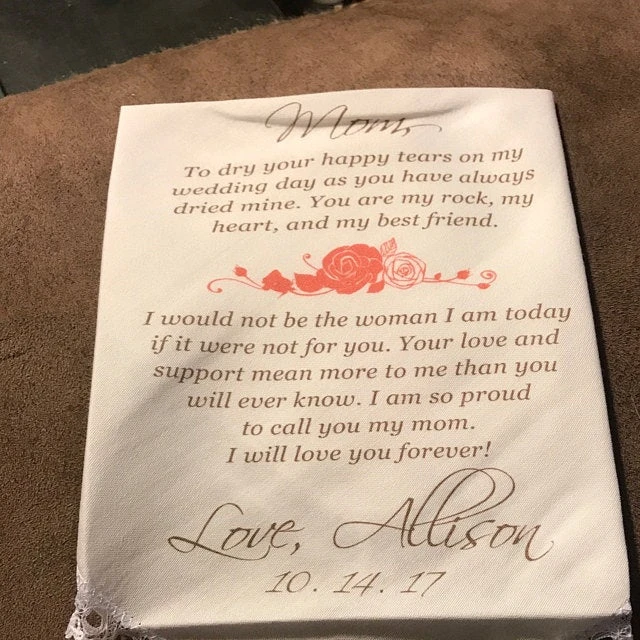 Mom,
To dry your happy tears on my
wedding day as you have always
dried mine. You are my rock, my
heart, and my best friend.
I would not be the woman I am today
if it were not for you. Your love and
support mean more to me than you
will ever know. I am so proud
to call you my mom.
I will love you forever!
Love, Allison
10. 14. 17